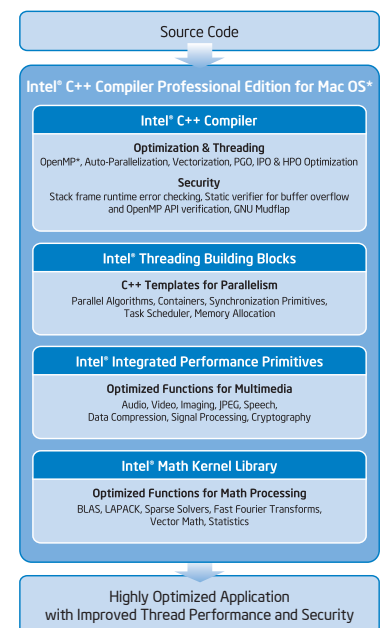 Source Code
Intel® C++ Compiler Professional Edition for Mac OS*
Intel® C++ Compiler
Optimization & Threading
OpenMP*, Auto-Parallelization, Vectorization, PGO, IPO & HPO Optimization
Security
Stack frame runtime error checking, Static verifier for buffer overflow
and OpenMP API verification, GNU Mudflap
Intel® Threading Building Blocks
C++ Templates for Parallelism
Parallel Algorithms, Containers, Synchronization Primitives,
Task Scheduler, Memory Allocation
Intel® Integrated Performance Primitives
Optimized Functions for Multimedia
Audio, Video, Imaging, JPEG, Speech,
Data Compression, Signal Processing, Cryptography
Intel® Math Kernel Library
Optimized Functions for Math Processing
BLAS, LAPACK, Sparse Solvers, Fast Fourier Transforms,
Vector Math, Statistics
Highly Optimized Application
with Improved Thread Performance and Security